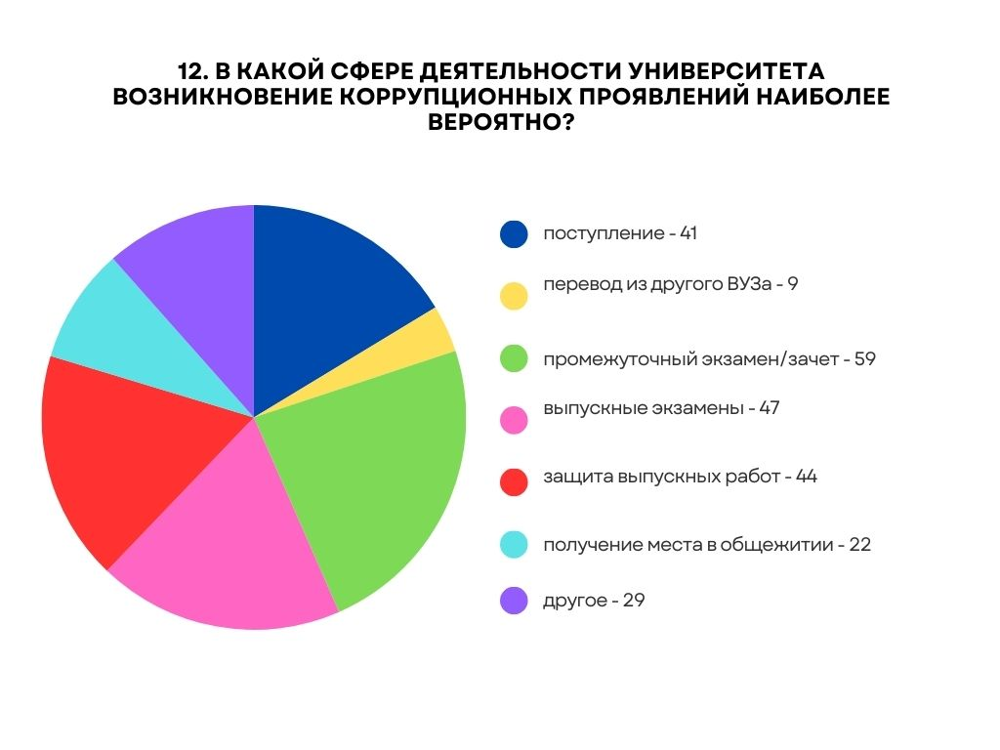 12. В КАКОЙ СФЕРЕ ДЕЯТЕЛЬНОСТИ УНИВЕРСИТЕТА
ВОЗНИКНОВЕНИЕ КОРРУПЦИОННЫХ ПРОЯВЛЕНИЙ НАИБОЛЕЕ
ВЕРОЯТНО?
поступление - 41
перевод из другого ВУЗа - 9
промежуточный экзамен/зачет - 59
выпускные экзамены - 47
защита выпускных работ - 44
получение места в общежитии - 22
другое - 29